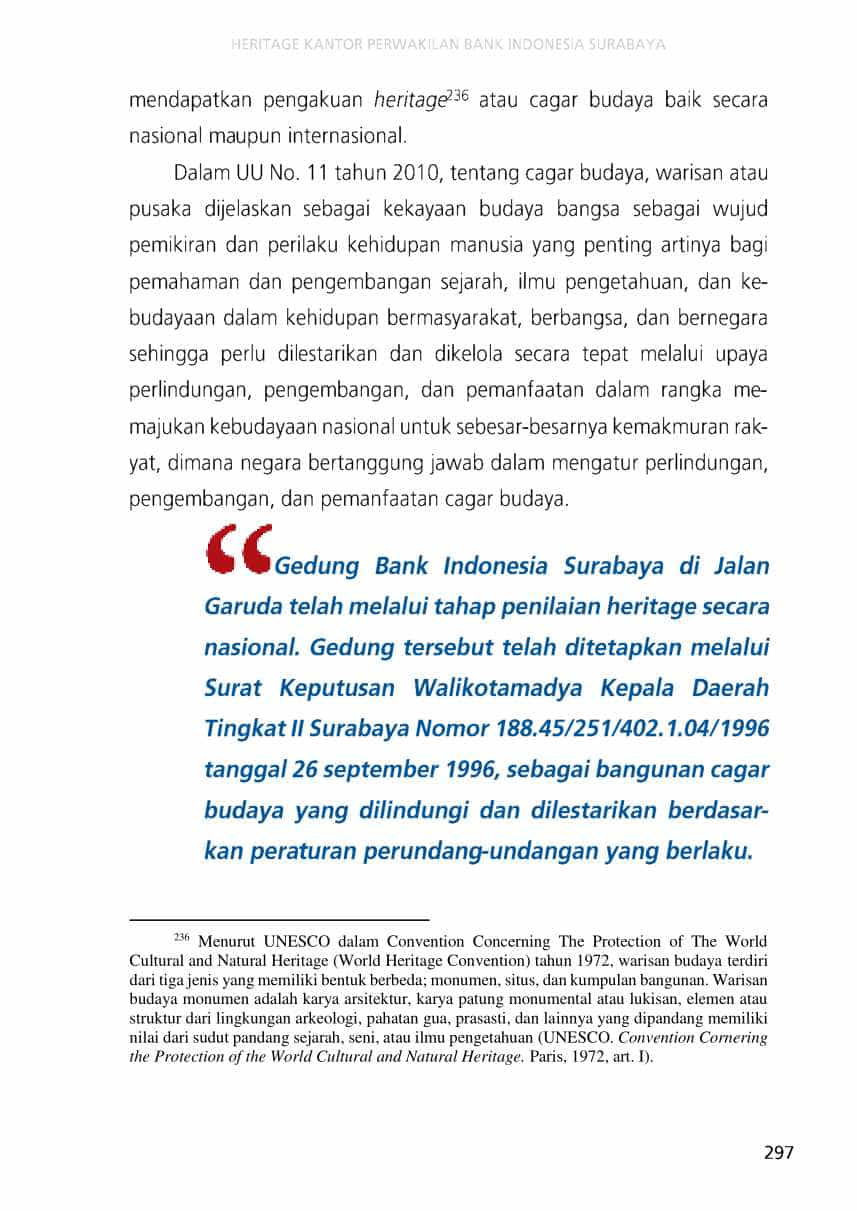 HERITAGE KANTOR PERWAKILAN BANK INDONESIA SURABAYA
mendapatkan pengakuan heritage236 atau cagar budaya baik secara
nasional maupun internasional.
Dalam UU No. 11 tahun 2010, tentang cagar budaya, warisan atau
pusaka dijelaskan sebagai kekayaan budaya bangsa sebagai wujud
pemikiran dan perilaku kehidupan manusia yang penting artinya bagi
pemahaman dan pengembangan sejarah, ilmu pengetahuan, dan ke-
budayaan dalam kehidupan bermasyarakat, berbangsa, dan bernegara
sehingga perlu dilestarikan dan dikelola secara tepat melalui upaya
perlindungan, pengembangan, dan pemanfaatan dalam rangka me-
majukan kebudayaan nasional untuk sebesar-besarnya kemakmuran rak-
yat, dimana negara bertanggung jawab dalam mengatur perlindungan,
pengembangan, dan pemanfaatan cagar budaya.
“Gedung Bank Indonesia Surabaya di Jalan
Garuda telah melalui tahap penilaian heritage secara
nasional. Gedung tersebut telah ditetapkan melalui
Surat Keputusan Walikotamadya Kepala Daerah
Tingkat II Surabaya Nomor 188.45/251/402.1.04/1996
tanggal 26 september 1996, sebagai bangunan cagar
budaya yang dilindungi dan dilestarikan berdasar-
kan peraturan perundang-undangan yang berlaku.
236 Menurut UNESCO dalam Convention Concerning The Protection of The World
Cultural and Natural Heritage (World Heritage Convention) tahun 1972, warisan budaya terdiri
dari tiga jenis yang memiliki bentuk berbeda; monumen, situs, dan kumpulan bangunan. Warisan
budaya monumen adalah karya arsitektur, karya patung monumental atau lukisan, elemen atau
struktur dari lingkungan arkeologi, pahatan gua, prasasti, dan lainnya yang dipandang memiliki
nilai dari sudut pandang sejarah, seni, atau ilmu pengetahuan (UNESCO. Convention Cornering
the Protection of the World Cultural and Natural Heritage. Paris, 1972, art. I).
297